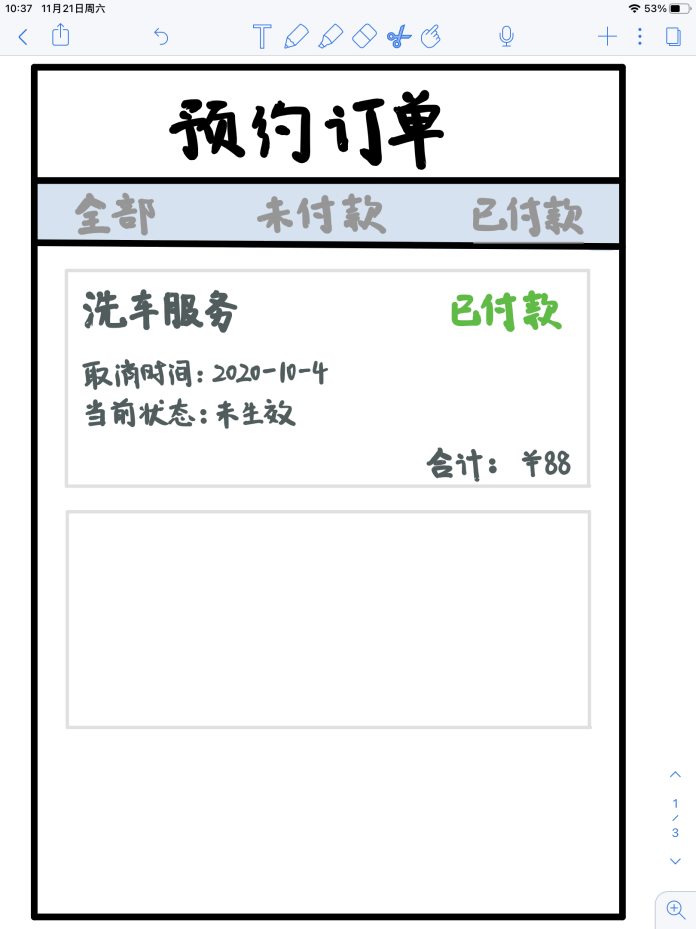 10:37 11月21日周六 53%
预约订单
全部 未付款 已付款
洗车服务 已付款
取消时间:2020-10-4
当前状态:未生效
合计: ¥88
1
/
3